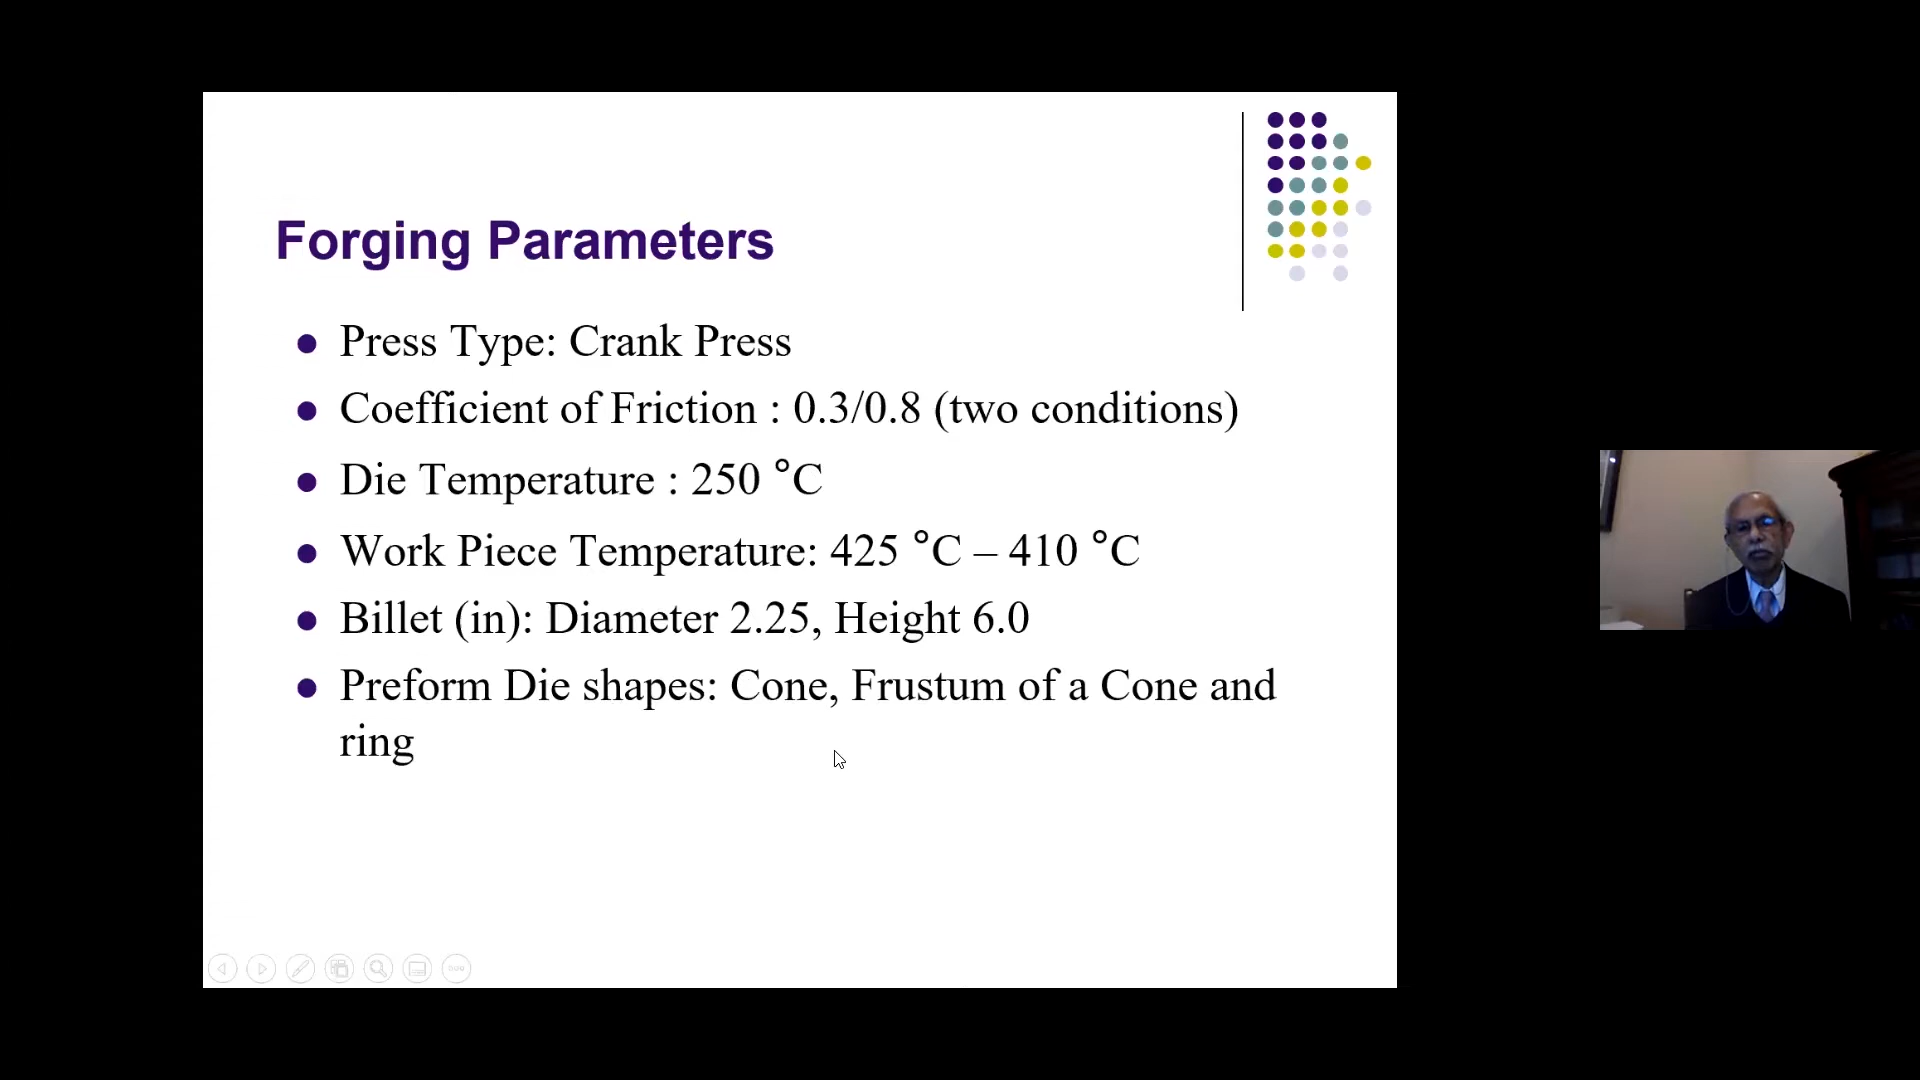 Forging Parameters
Press Type: Crank Press
Coefficient of Friction : 0.3/0.8 (two conditions)
Die Temperature : 250 °C
Work Piece Temperature: 425 °C – 410 °C
Billet (in): Diameter 2.25, Height 6.0
Preform Die shapes: Cone, Frustum of a Cone and
ring